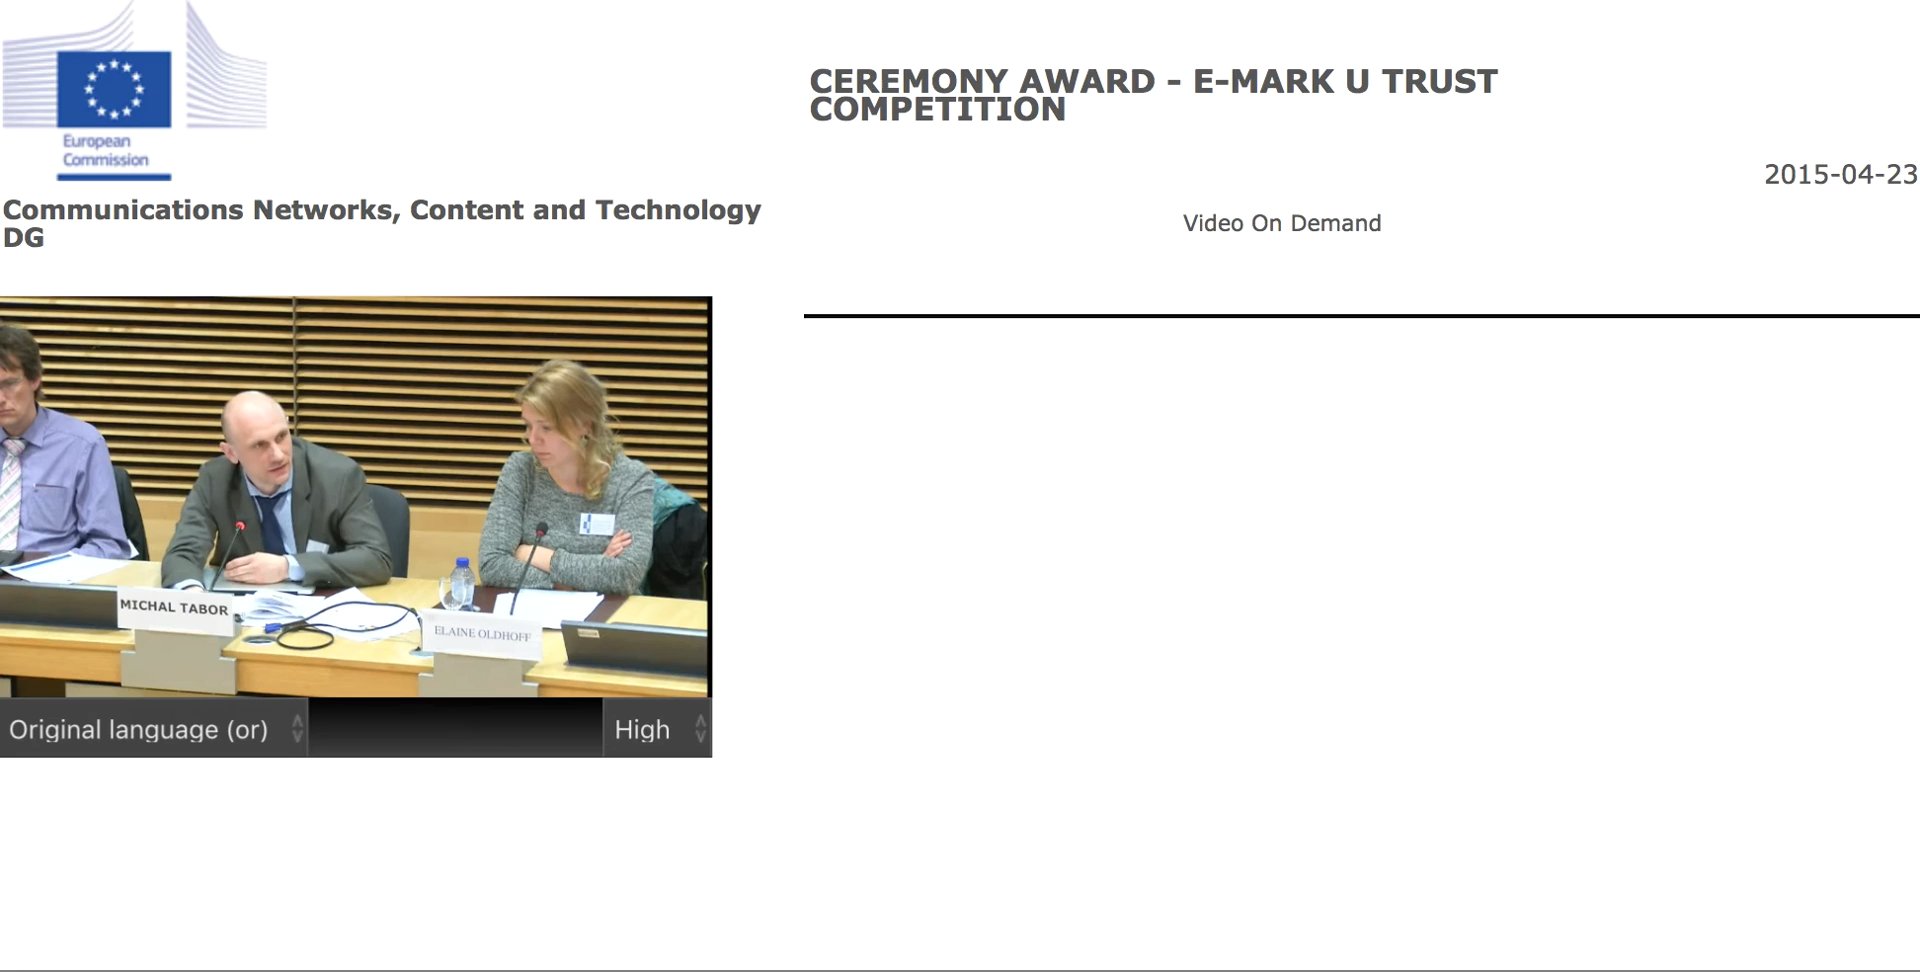 European
Commission
Communications Networks, Content and Technology
DG
CEREMONY AWARD - E-MARK U TRUST
COMPETITION
2015-04-23
Video On Demand
MICHAL TABOR
ELAINE OLDHOFF
Original language (or)
High